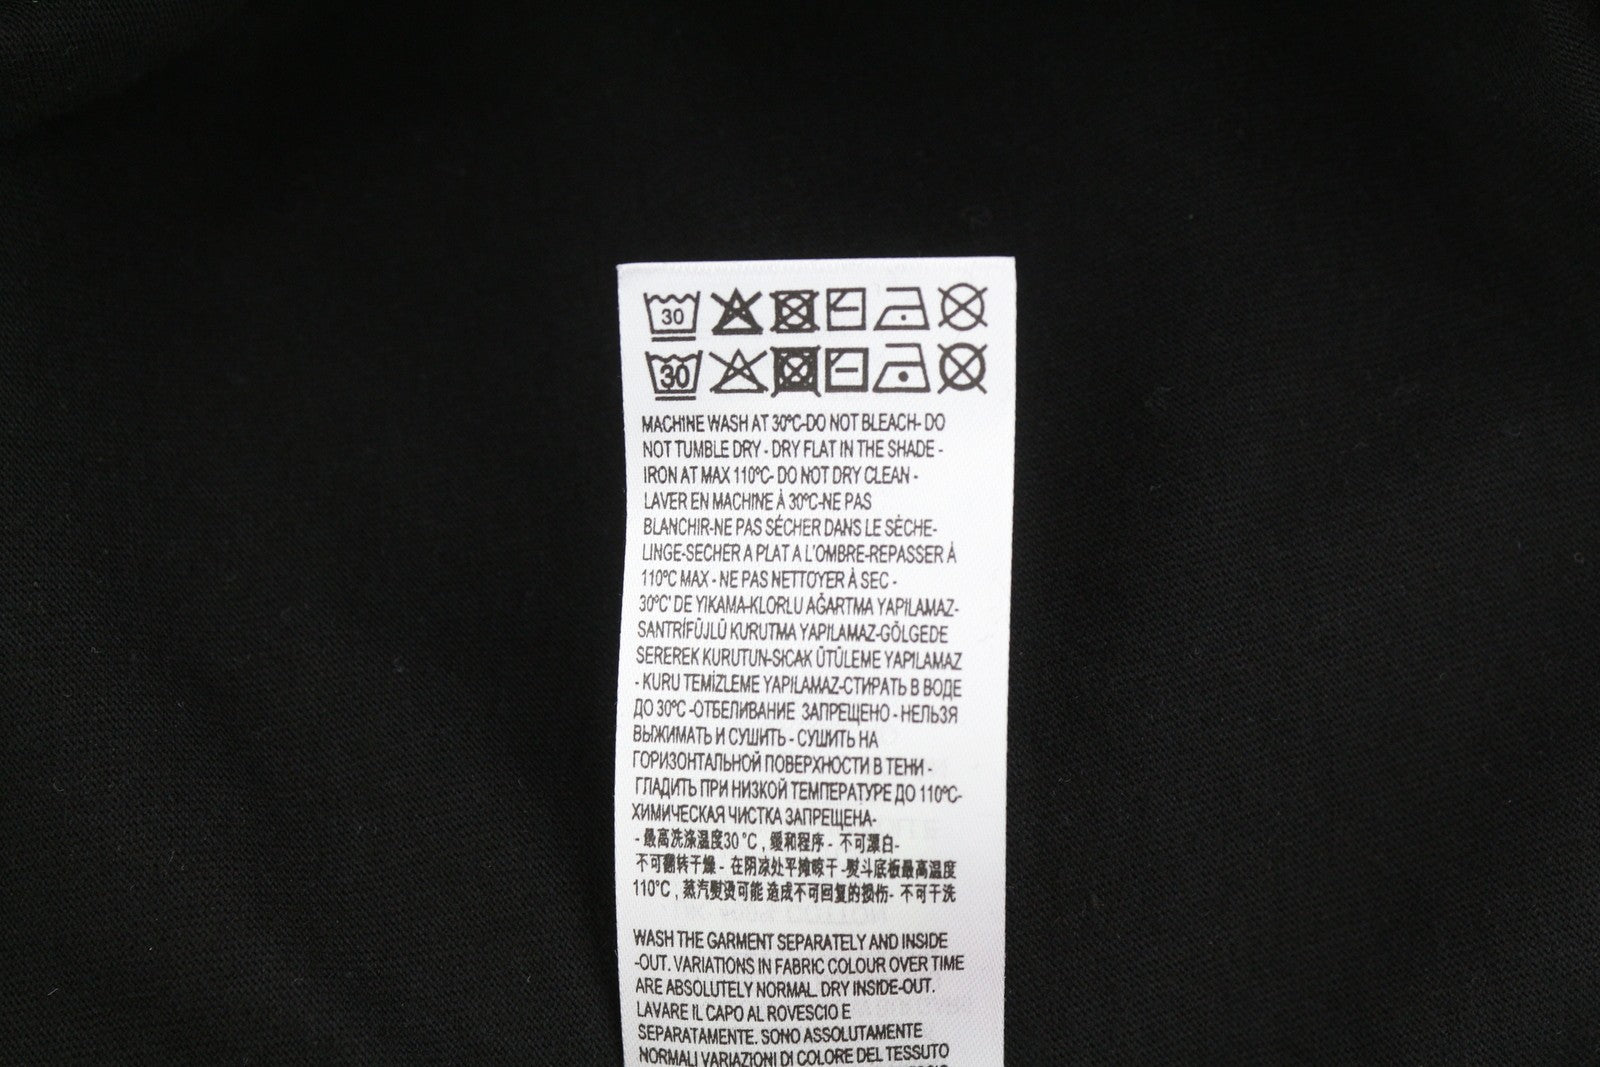 30
30
MACHINE WASH AT 30°C-DO NOT BLEACH- DO
NOT TUMBLE DRY - DRY FLAT IN THE SHADE -
IRON AT MAX 110°C- DO NOT DRY CLEAN -
LAVER EN MACHINE À 30°C-NE PAS
BLANCHIR-NE PAS SÉCHER DANS LE SÈCHE-
LINGE-SECHER A PLAT A L'OMBRE-REPASSER À
110°C MAX - NE PAS NETTOYER À SEC -
30°C' DE YIKAMA-KLORLU AĞARTMA YAPILAMAZ-
SANTRİFÜJLÜ KURUTMA YAPILAMAZ-GÖLGEDE
SEREREK KURUTUN-SICAK ÜTÜLEME YAPILAMAZ
- KURU TEMİZLEME YAPILAMAZ-СТИРАТЬ В ВОДЕ
ДО 30°C -ОТБЕЛИВАНИЕ ЗАПРЕЩЕНО - НЕЛЬЗЯ
ВЫЖИМАТЬ И СУШИТЬ - СУШИТЬ НА
ГОРИЗОНТАЛЬНОЙ ПОВЕРХНОСТИ В ТЕНИ -
ГЛАДИТЬ ПРИ НИЗКОЙ ТЕМПЕРАТУРЕ ДО 110°C-
ХИМИЧЕСКАЯ ЧИСТКА ЗАПРЕЩЕНА-
- 最高洗涤温度30°C , 缓和程序 - 不可漂白-
不可翻转干燥 - 在阴凉处平摊晾干 -熨斗底板最高温度
110°C , 蒸汽熨烫可能造成不可回复的损伤- 不可干洗
WASH THE GARMENT SEPARATELY AND INSIDE
-OUT. VARIATIONS IN FABRIC COLOUR OVER TIME
ARE ABSOLUTELY NORMAL. DRY INSIDE-OUT.
LAVARE IL CAPO AL ROVESCIO E
SEPARATAMENTE. SONO ASSOLUTAMENTE
NORMALI VARIAZIONI DI COLORE DEL TESSUTO